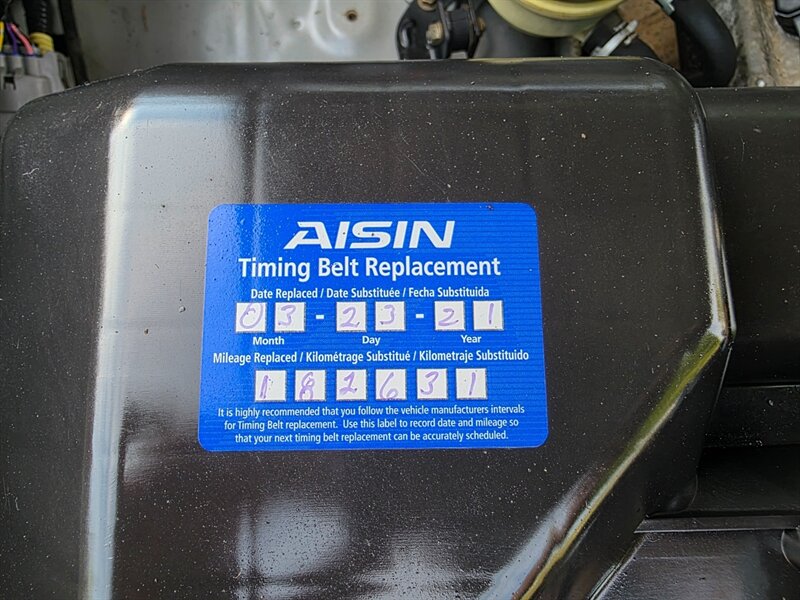 AISIN
Timing Belt Replacement
Date Replaced / Date Substituée / Fecha Substituida
03 - 23 - 21
Month Day Year
Mileage Replaced / Kilométrage Substitué / Kilometraje Substituido
182631
It is highly recommended that you follow the vehicle manufacturers intervals
for Timing Belt replacement. Use this label to record date and mileage so
that your next timing belt replacement can be accurately scheduled.